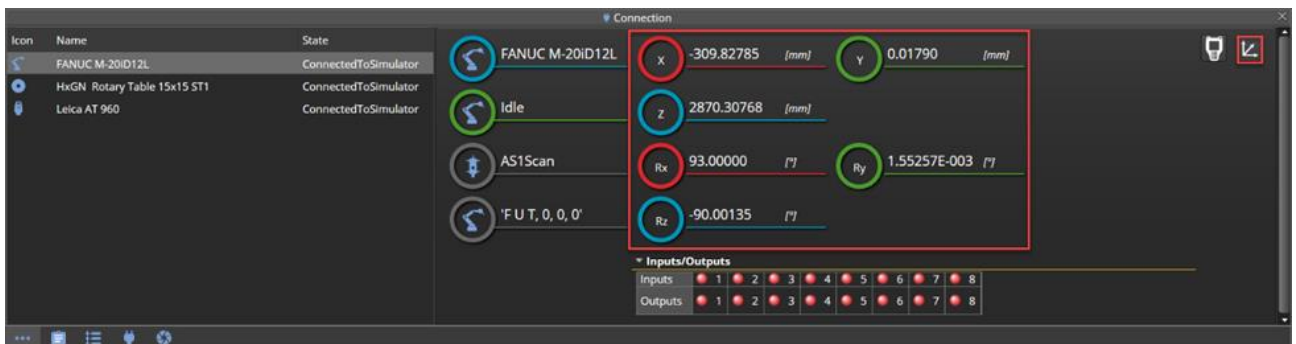 Connection
Icon Name State
FANUC M-20iD12L ConnectedToSimulator
HxGN Rotary Table 15x15 ST1 ConnectedToSimulator
Leica AT 960 ConnectedToSimulator
FANUC M-20iD12L
Idle
AS1Scan
'F U T, 0, 0, 0'
X -309.82785 [mm] Y 0.01790 [mm]
Z 2870.30768 [mm]
Rx 93.00000 [°] Ry 1.55257E-003 [°]
Rz -90.00135 [°]
Inputs/Outputs
Inputs 1 2 3 4 5 6 7 8
Outputs 1 2 3 4 5 6 7 8